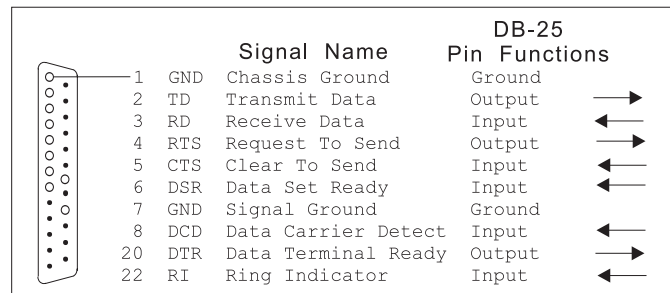 DB-25
Signal Name Pin Functions
1 GND Chassis Ground Ground
2 TD Transmit Data Output
3 RD Receive Data Input
4 RTS Request To Send Output
5 CTS Clear To Send Input
6 DSR Data Set Ready Input
7 GND Signal Ground Ground
8 DCD Data Carrier Detect Input
20 DTR Data Terminal Ready Output
22 RI Ring Indicator Input